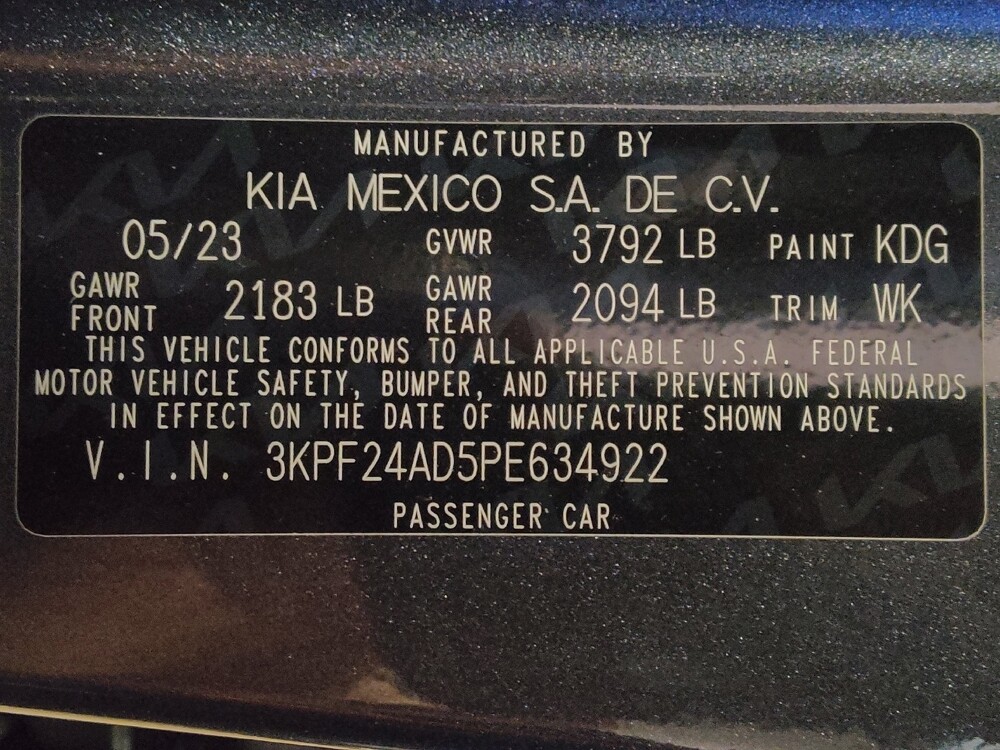 MANUFACTURED BY
KIA MEXICO S.A. DE C.V.
05/23 GVWR 3792 LB PAINT KDG
GAWR FRONT 2183 LB GAWR REAR 2094 LB TRIM WK
THIS VEHICLE CONFORMS TO ALL APPLICABLE U.S.A. FEDERAL
MOTOR VEHICLE SAFETY, BUMPER, AND THEFT PREVENTION STANDARDS
IN EFFECT ON THE DATE OF MANUFACTURE SHOWN ABOVE.
V.I.N. 3KPF24AD5PE634922
PASSENGER CAR